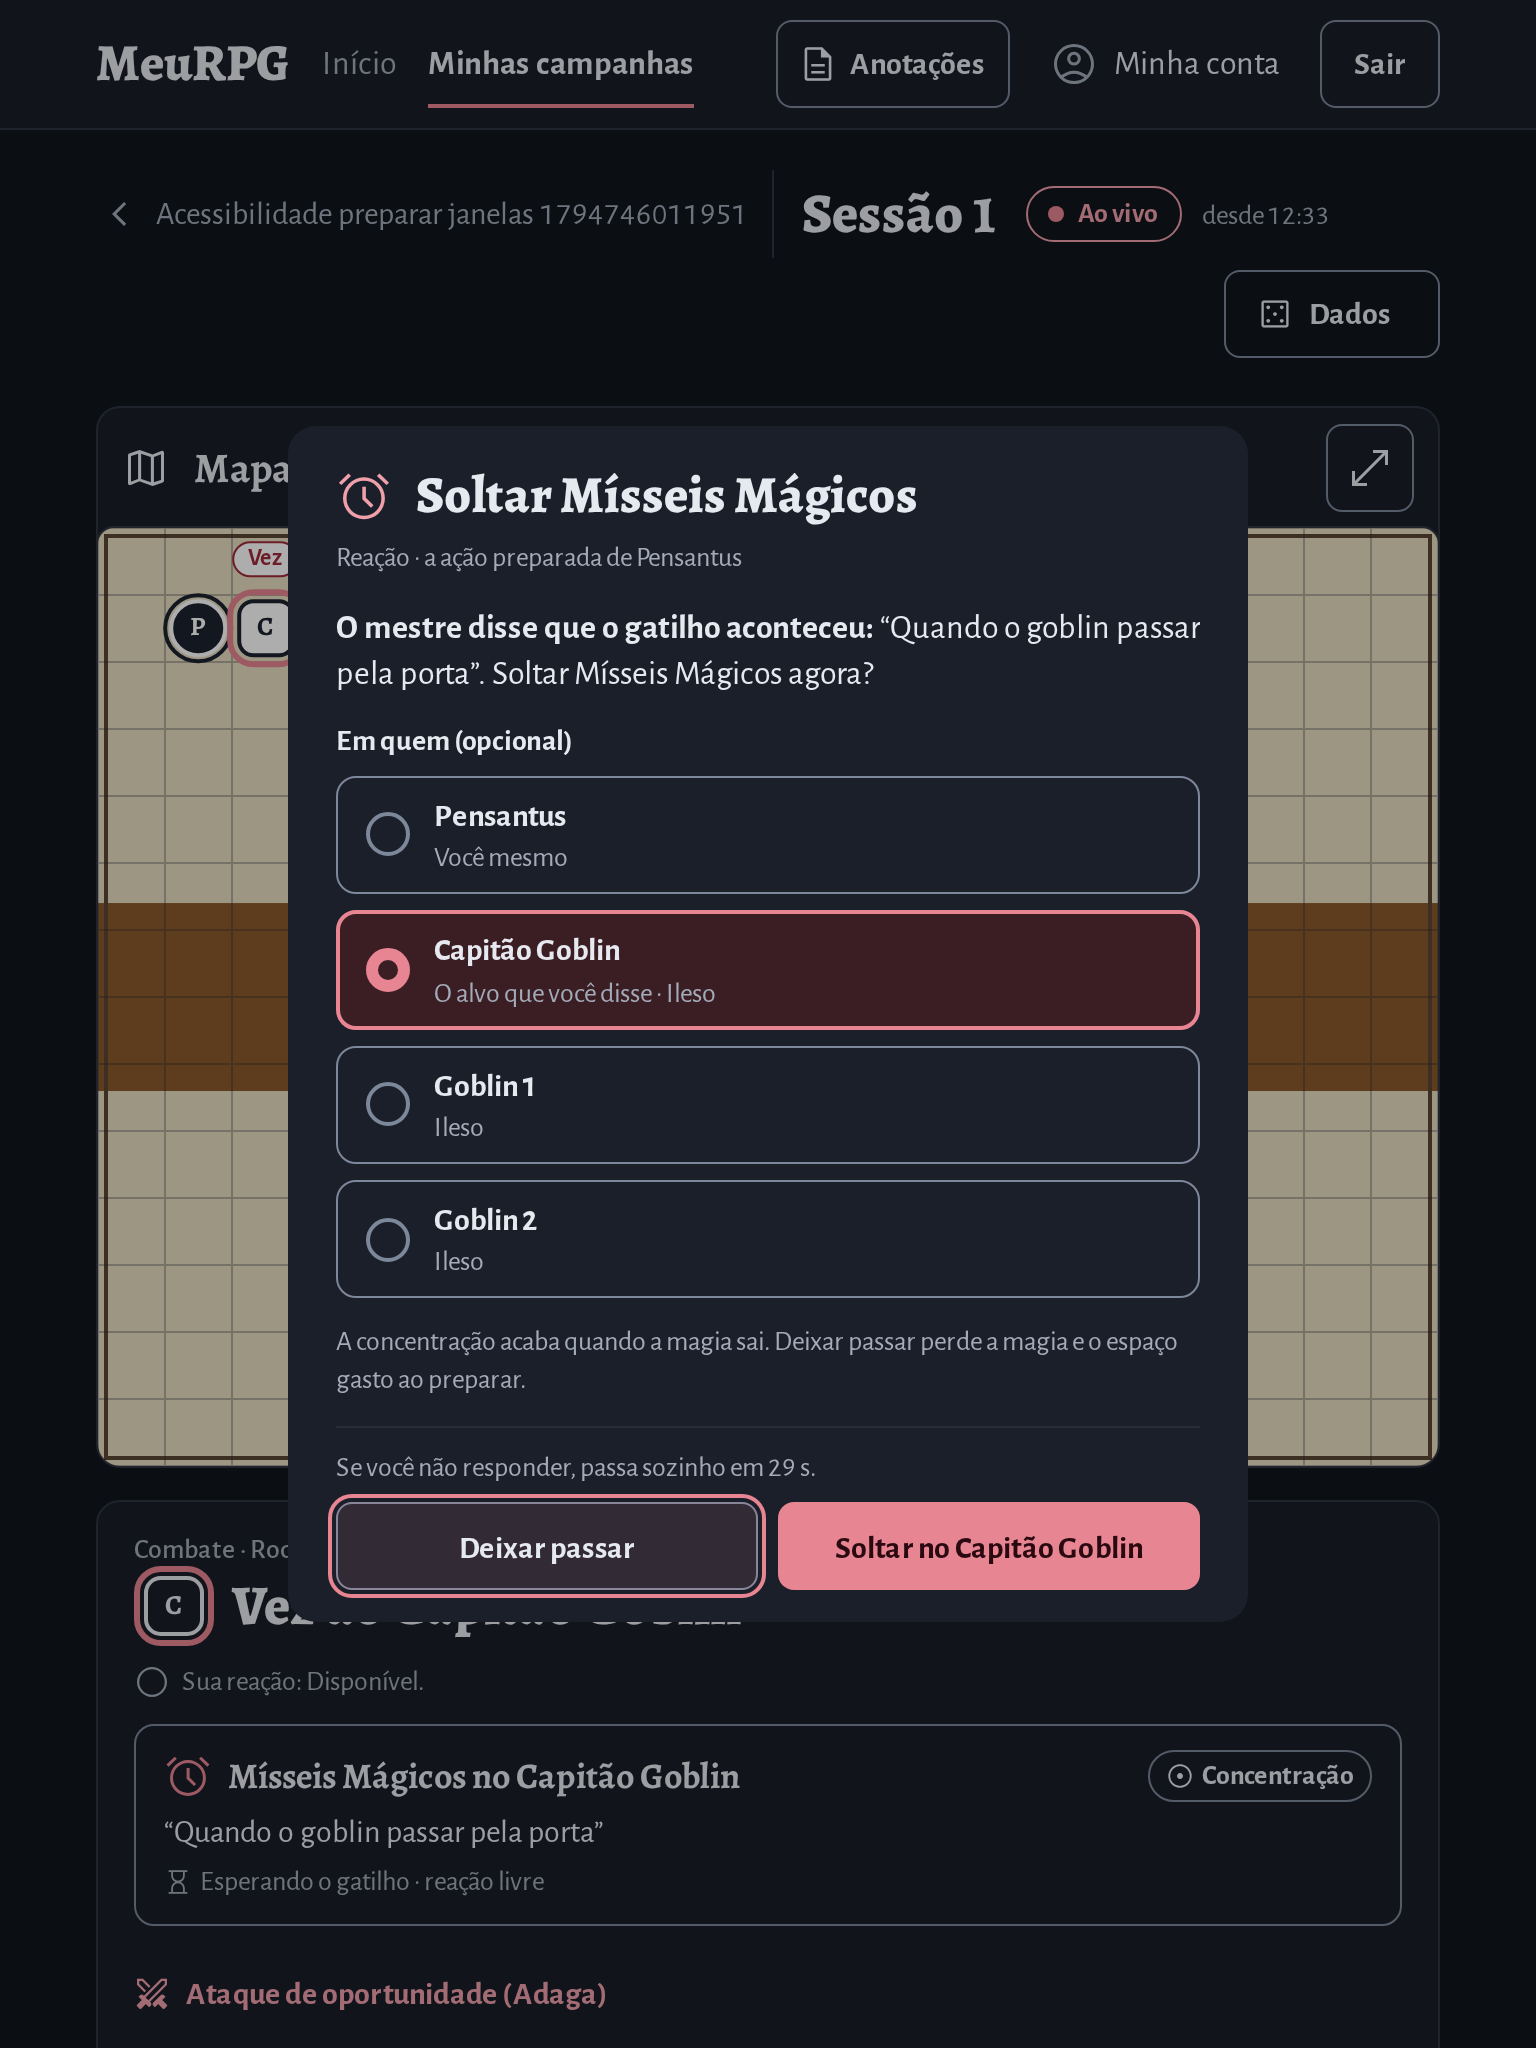 MeuRPG Início Minhas campanhas Anotações Minha conta Sair
Acessibilidade preparar janelas 1794746011951 Sessão 1 Ao vivo desde 12:33
Dados
Mapa
Vez
P C
Soltar Mísseis Mágicos
Reação · a ação preparada de Pensantus
O mestre disse que o gatilho aconteceu: “Quando o goblin passar
pela porta”. Soltar Mísseis Mágicos agora?
Em quem (opcional)
Pensantus
Você mesmo
Capitão Goblin
O alvo que você disse · Ileso
Goblin 1
Ileso
Goblin 2
Ileso
A concentração acaba quando a magia sai. Deixar passar perde a magia e o espaço
gasto ao preparar.
Se você não responder, passa sozinho em 29 s.
Deixar passar Soltar no Capitão Goblin
Combate ·
C
Sua reação: Disponível.
Mísseis Mágicos no Capitão Goblin Concentração
“Quando o goblin passar pela porta”
Esperando o gatilho · reação livre
Ataque de oportunidade (Adaga)